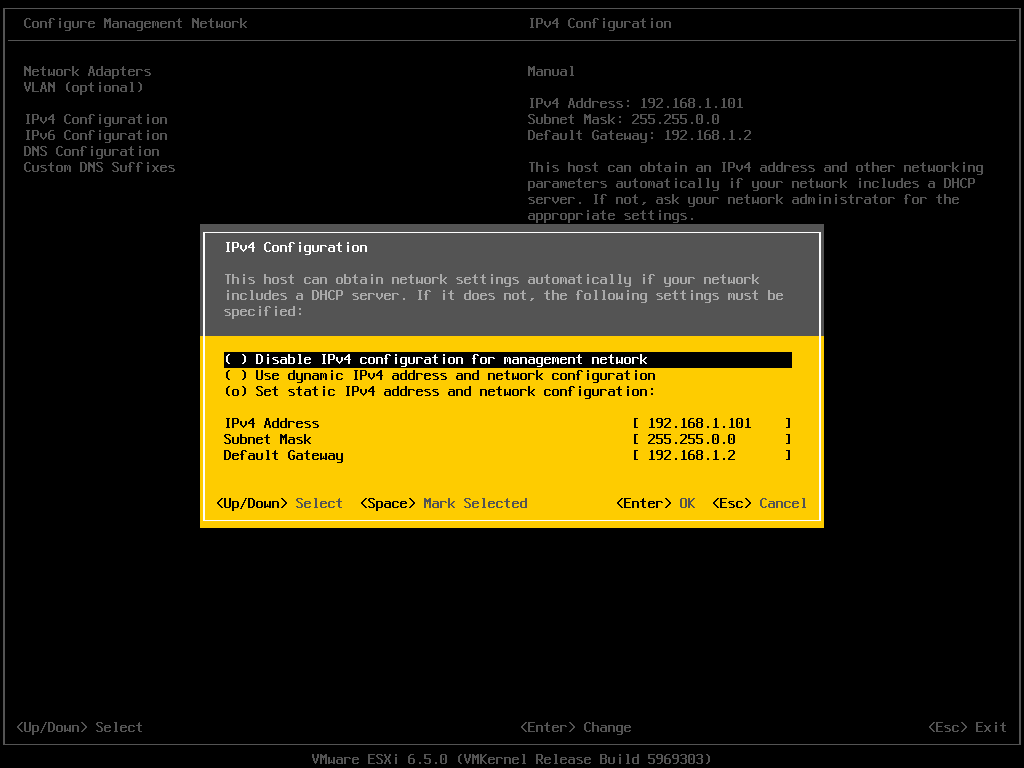 Configure Management Network
IPv4 Configuration
Network Adapters
VLAN (optional)
IPv4 Configuration
IPv6 Configuration
DNS Configuration
Custom DNS Suffixes
Manual
IPv4 Address: 192.168.1.101
Subnet Mask: 255.255.0.0
Default Gateway: 192.168.1.2
This host can obtain an IPv4 address and other networking
parameters automatically if your network includes a DHCP
server. If not, ask your network administrator for the
appropriate settings.
IPv4 Configuration
This host can obtain network settings automatically if your network
includes a DHCP server. If it does not, the following settings must be
specified:
( ) Disable IPv4 configuration for management network
( ) Use dynamic IPv4 address and network configuration
(o) Set static IPv4 address and network configuration:
IPv4 Address [ 192.168.1.101 ]
Subnet Mask [ 255.255.0.0 ]
Default Gateway [ 192.168.1.2 ]
<Up/Down> Select <Space> Mark Selected <Enter> OK <Esc> Cancel
<Up/Down> Select <Enter> Change <Esc> Exit
VMware ESXi 6.5.0 (VMKernel Release Build 5969303)